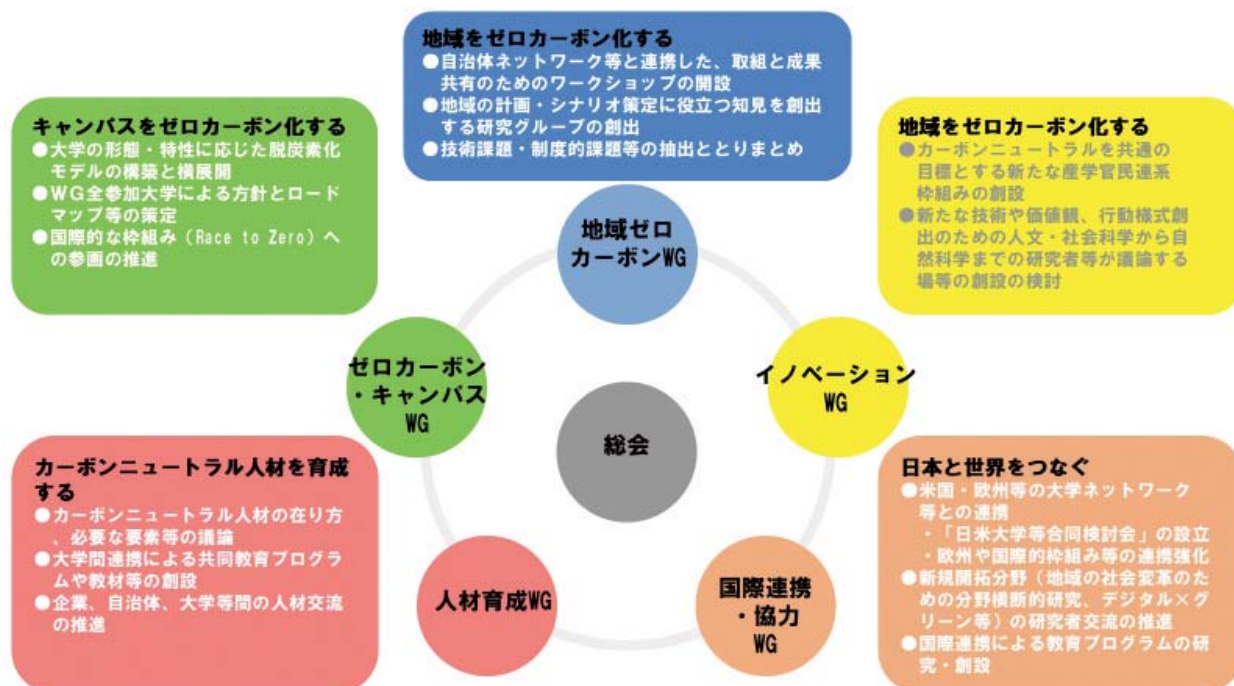 地域をゼロカーボン化する
●自治体ネットワーク等と連携した、取組と成果
共有のためのワークショップの開設
●地域の計画・シナリオ策定に役立つ知見を創出
する研究グループの創出
●技術課題・制度的課題等の抽出ととりまとめ
キャンパスをゼロカーボン化する
●大学の形態・特性に応じた脱炭素化
モデルの構築と横展開
●WG全参加大学による方針とロード
マップ等の策定
●国際的な枠組み（Race to Zero）へ
の参画の推進
地域をゼロカーボン化する
●カーボンニュートラルを共通の
目標とする新たな産学官民連系
枠組みの創設
●新たな技術や価値観、行動様式創
出のための人文・社会科学から自
然科学までの研究者等が議論する
場等の創設の検討
地域ゼロ
カーボンWG
ゼロカーボン
・キャンパス
WG
イノベーション
WG
総会
人材育成WG
国際連携
・協力
WG
カーボンニュートラル人材を育成
する
●カーボンニュートラル人材の在り方
、必要な要素等の議論
●大学間連携による共同教育プログラ
ムや教材等の創設
●企業、自治体、大学等間の人材交流
の推進
日本と世界をつなぐ
●米国・欧州等の大学ネットワーク
等との連携
・「日米大学等合同検討会」の設立
・欧州や国際的枠組み等の連携強化
●新規開拓分野（地域の社会変革のた
めの分野横断的研究、デジタル×グ
リーン等）の研究者交流の推進
●国際連携による教育プログラムの研
究・創設